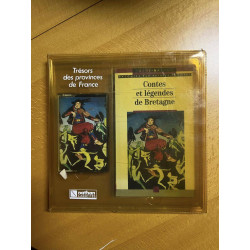 Trésors
des provinces
de France
Contes
et légendes
de Bretagne